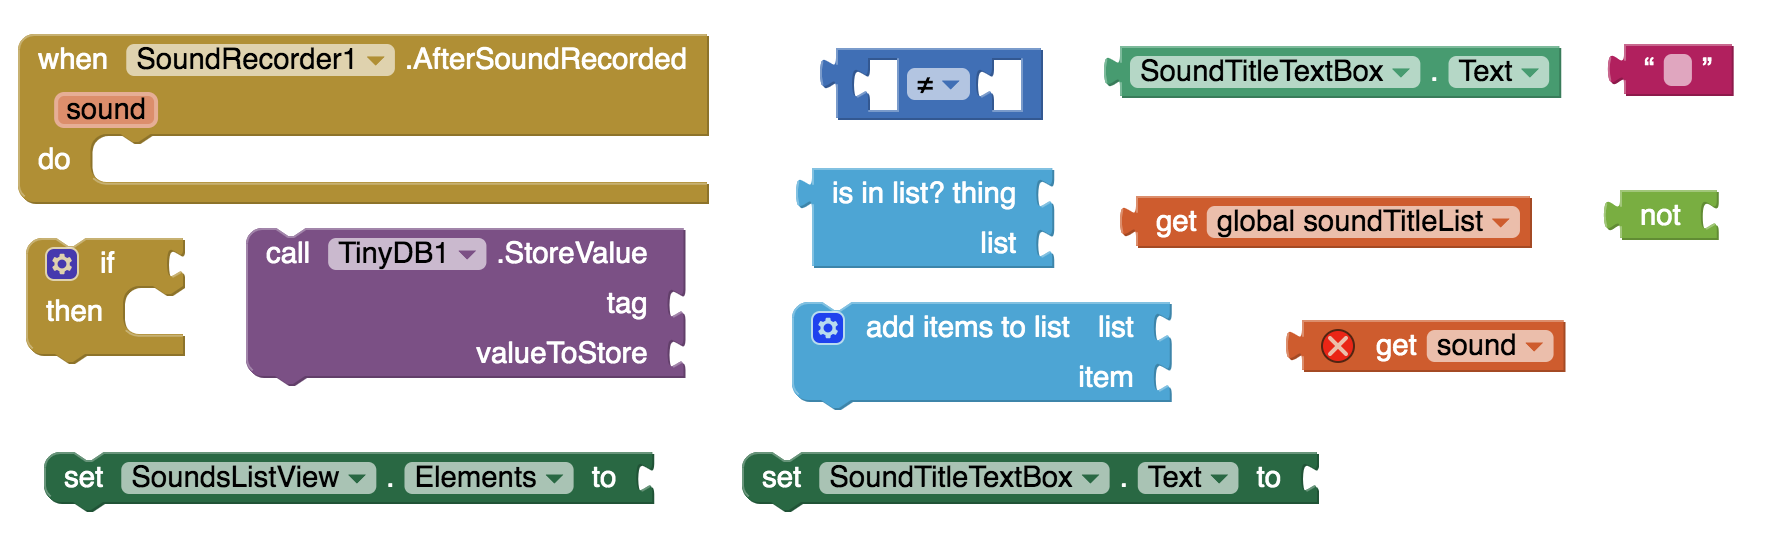 when SoundRecorder1 .AfterSoundRecorded
sound
do
≠
SoundTitleTextBox . Text
“ ”
is in list? thing
list
get global soundTitleList
not
if
then
call TinyDB1 .StoreValue
tag
valueToStore
add items to list list
item
get sound
set SoundsListView . Elements to
set SoundTitleTextBox . Text to